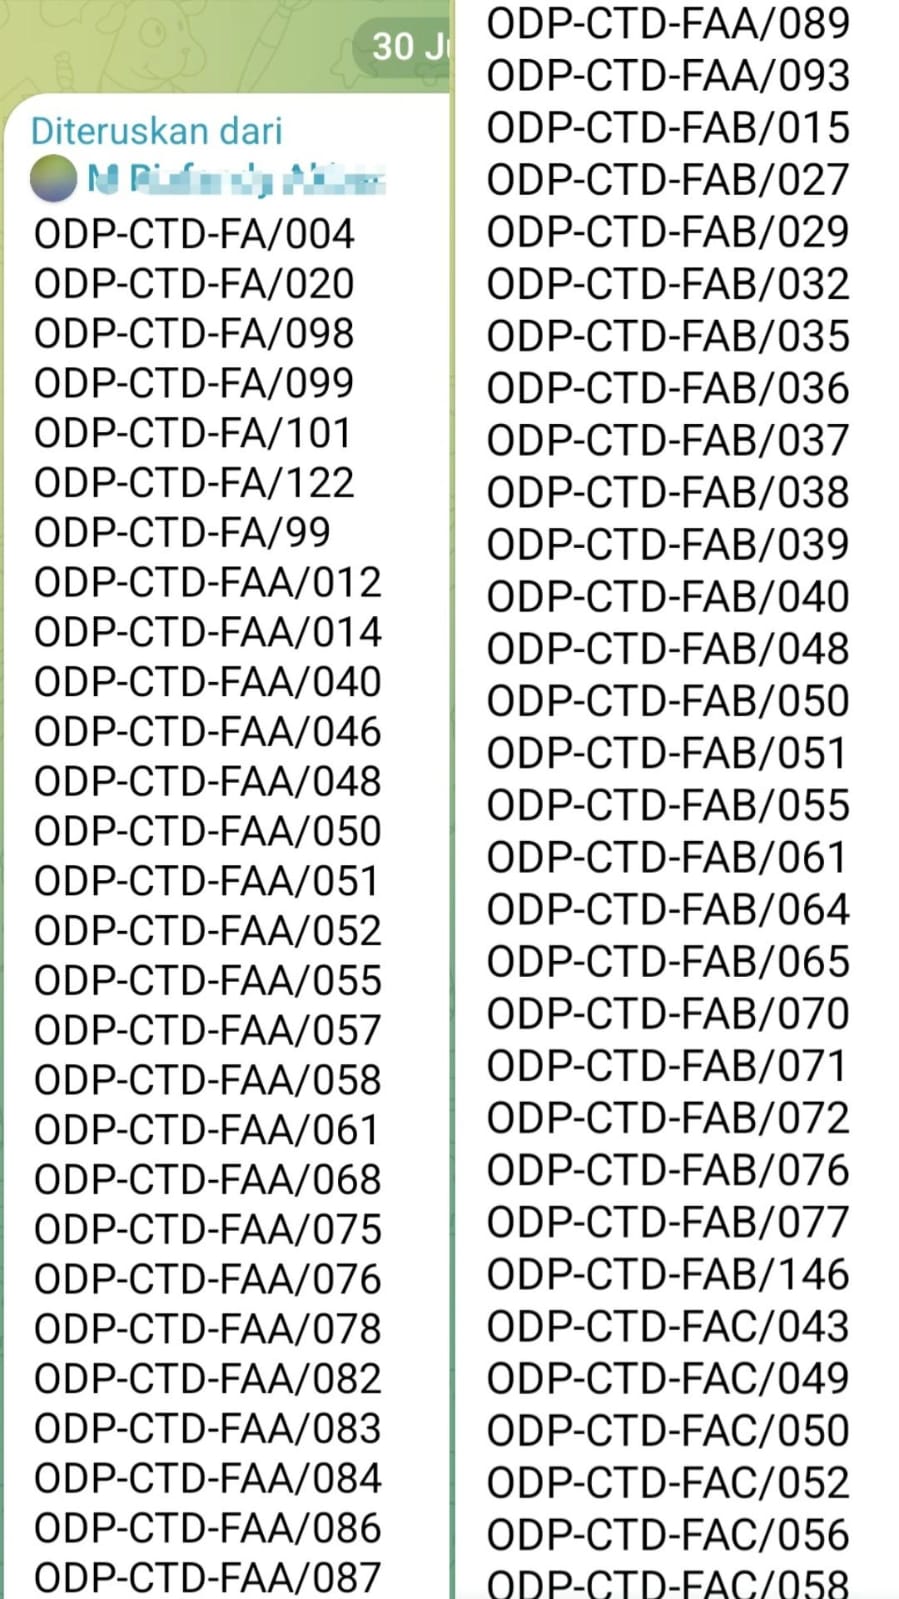 30
Diteruskan dari
ODP-CTD-FA/004
ODP-CTD-FA/020
ODP-CTD-FA/098
ODP-CTD-FA/099
ODP-CTD-FA/101
ODP-CTD-FA/122
ODP-CTD-FA/99
ODP-CTD-FAA/012
ODP-CTD-FAA/014
ODP-CTD-FAA/040
ODP-CTD-FAA/046
ODP-CTD-FAA/048
ODP-CTD-FAA/050
ODP-CTD-FAA/051
ODP-CTD-FAA/052
ODP-CTD-FAA/055
ODP-CTD-FAA/057
ODP-CTD-FAA/058
ODP-CTD-FAA/061
ODP-CTD-FAA/068
ODP-CTD-FAA/075
ODP-CTD-FAA/076
ODP-CTD-FAA/078
ODP-CTD-FAA/082
ODP-CTD-FAA/083
ODP-CTD-FAA/084
ODP-CTD-FAA/086
ODP-CTD-FAA/087
ODP-CTD-FAA/089
ODP-CTD-FAA/093
ODP-CTD-FAB/015
ODP-CTD-FAB/027
ODP-CTD-FAB/029
ODP-CTD-FAB/032
ODP-CTD-FAB/035
ODP-CTD-FAB/036
ODP-CTD-FAB/037
ODP-CTD-FAB/038
ODP-CTD-FAB/039
ODP-CTD-FAB/040
ODP-CTD-FAB/048
ODP-CTD-FAB/050
ODP-CTD-FAB/051
ODP-CTD-FAB/055
ODP-CTD-FAB/061
ODP-CTD-FAB/064
ODP-CTD-FAB/065
ODP-CTD-FAB/070
ODP-CTD-FAB/071
ODP-CTD-FAB/072
ODP-CTD-FAB/076
ODP-CTD-FAB/077
ODP-CTD-FAB/146
ODP-CTD-FAC/043
ODP-CTD-FAC/049
ODP-CTD-FAC/050
ODP-CTD-FAC/052
ODP-CTD-FAC/056
ODP-CTD-FAC/058